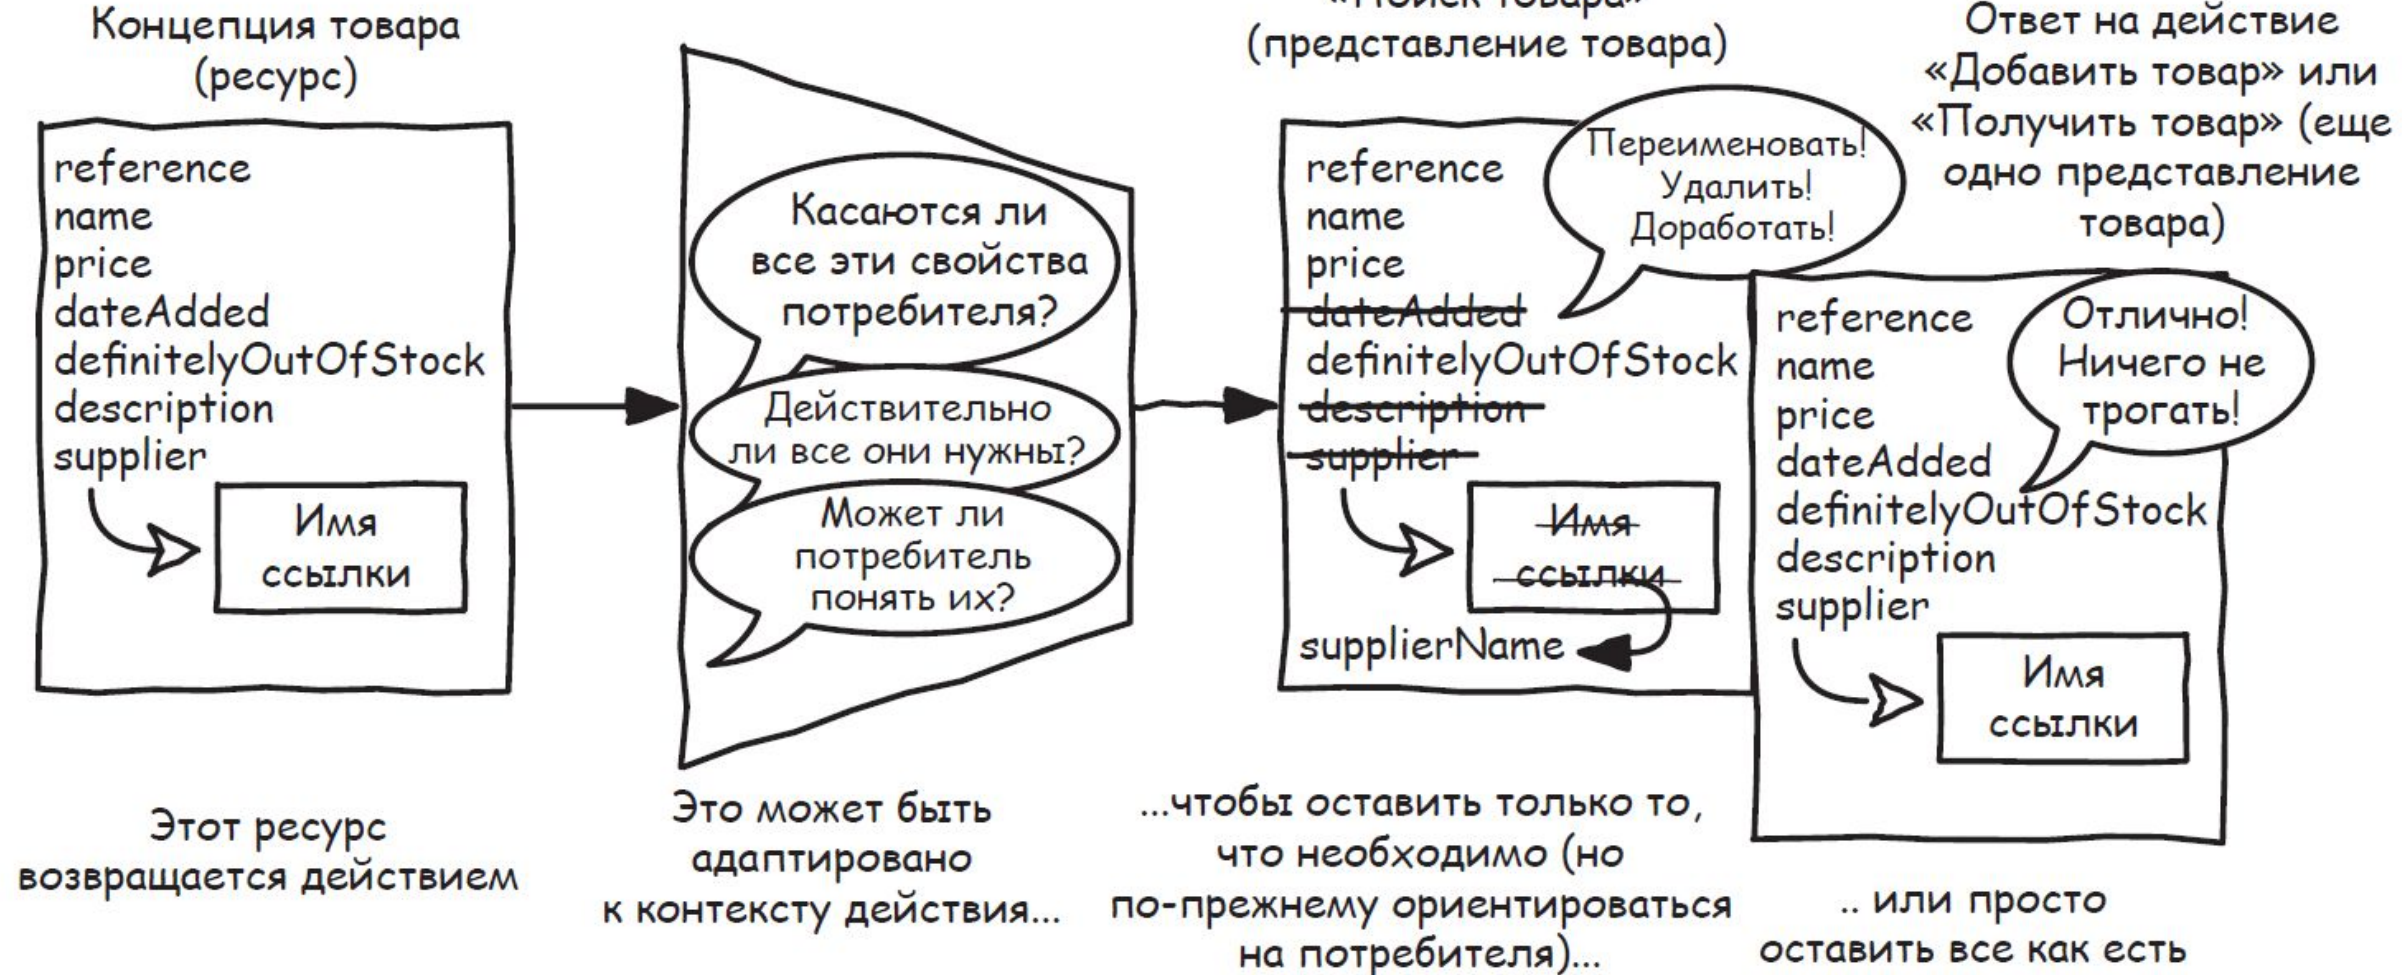 Концепция товара
(ресурс)
reference
name
price
dateAdded
definitelyOutOfStock
description
supplier
Имя
ссылки
Этот ресурс
возвращается действием
Касаются ли
все эти свойства
потребителя?
Действительно
ли все они нужны?
Может ли
потребитель
понять их?
Это может быть
адаптировано
к контексту действия...
«Поиск товара»
(представление товара)
Переименовать!
Удалить!
Доработать!
reference
name
price
dateAdded
definitelyOutOfStock
description
supplier
Имя
ссылки
supplierName
...чтобы оставить только то,
что необходимо (но
по-прежнему ориентироваться
на потребителя)...
Ответ на действие
«Добавить товар» или
«Получить товар» (еще
одно представление
товара)
Отлично!
Ничего не
трогать!
reference
name
price
dateAdded
definitelyOutOfStock
description
supplier
Имя
ссылки
.. или просто
оставить все как есть